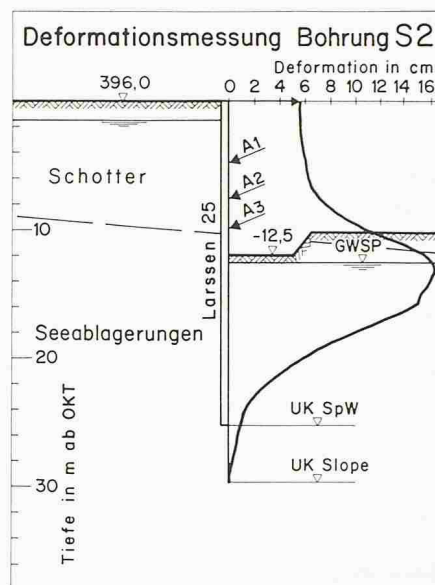 Deformationsmessung Bohrung S2
Deformation in cm
396,0
0 2 4 6 8 10 12 14 16
A1
A2
A3
Schotter
10
Larssen 25
-12,5
GWSP
Seeablagerungen
20
UK SpW
UK Slope
30
Tiefe in m ab OKT